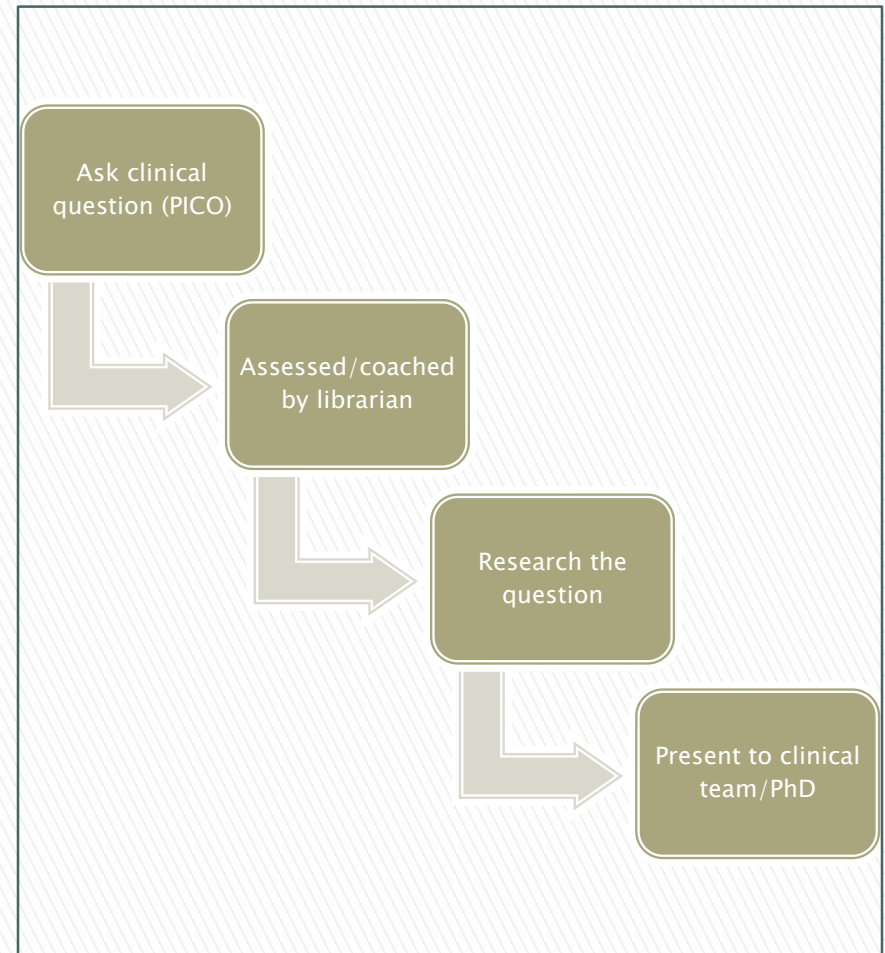 Ask clinical
question (PICO)
Assessed/coached
by librarian
Research the
question
Present to clinical
team/PhD